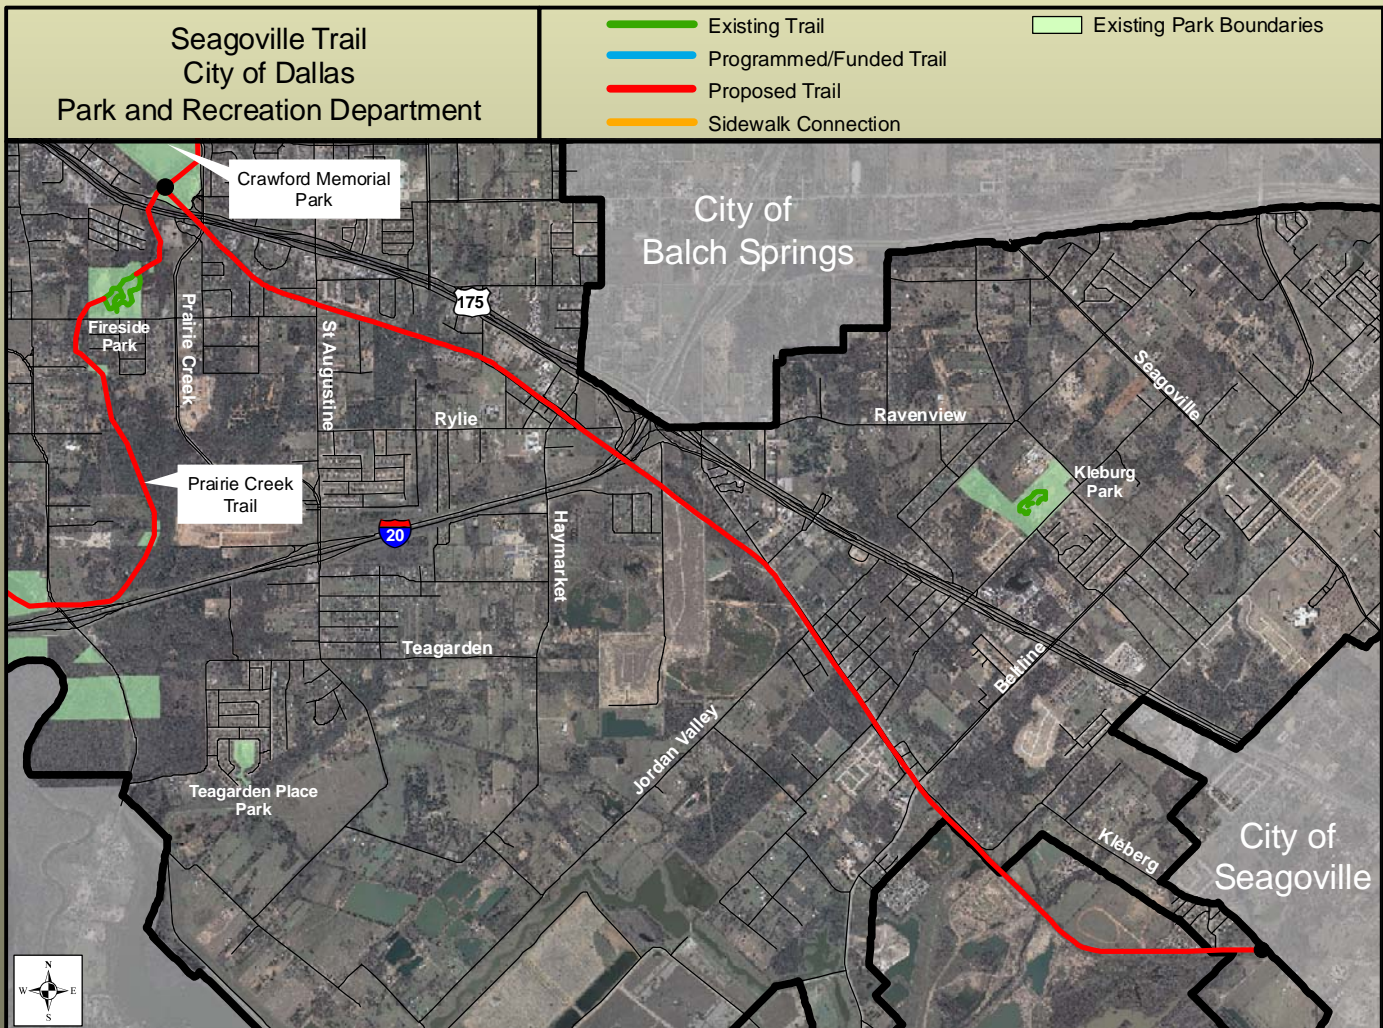 Seagoville Trail
City of Dallas
Park and Recreation Department
Existing Trail
Programmed/Funded Trail
Proposed Trail
Sidewalk Connection
Existing Park Boundaries
Crawford Memorial
Park
City of
Balch Springs
175
Fireside
Park
Prairie Creek
St Augustine
Rylie
Ravenview
Seagoville
Kleburg
Park
Prairie Creek
Trail
20
Haymarket
Teagarden
Beltline
Jordan Valley
Teagarden Place
Park
Kleberg
City of
Seagoville
N
W E
S